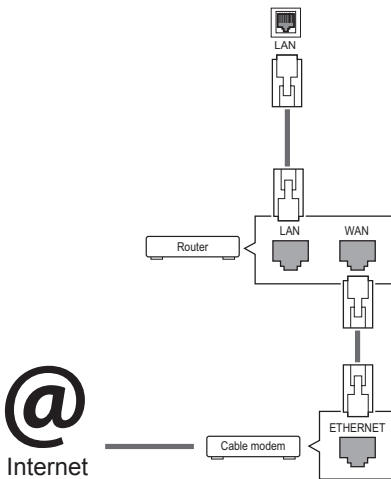 LAN
LAN WAN
Router
ETHERNET
Cable modem
@
Internet